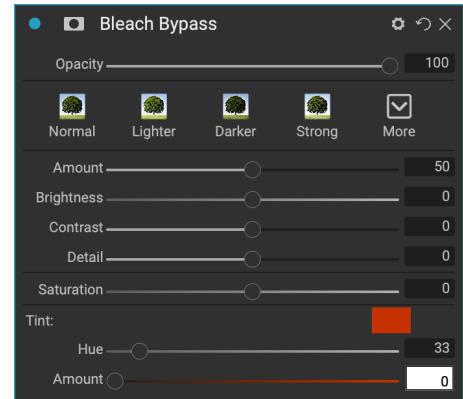 Bleach Bypass
Opacity 100
Normal Lighter Darker Strong More
Amount 50
Brightness 0
Contrast 0
Detail 0
Saturation 0
Tint:
Hue 33
Amount 0